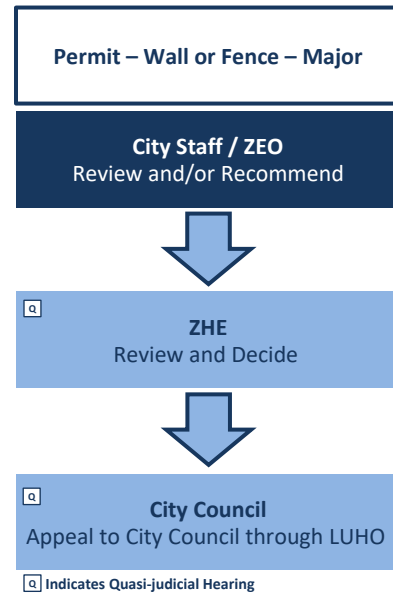 Permit – Wall or Fence – Major
City Staff / ZEO
Review and/or Recommend
Q
ZHE
Review and Decide
Q
City Council
Appeal to City Council through LUHO
Q Indicates Quasi-judicial Hearing